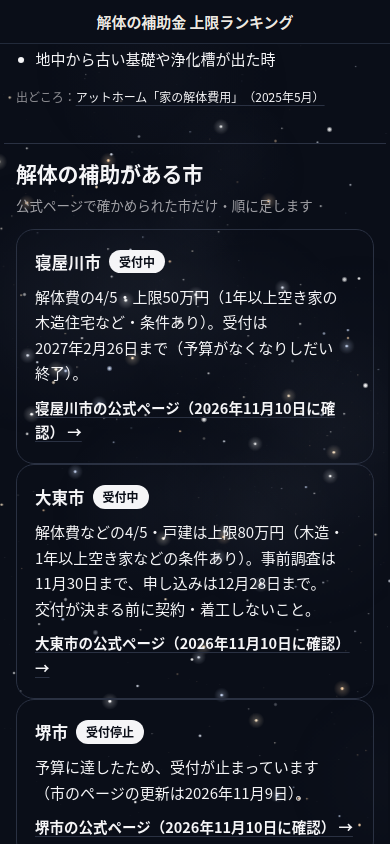 解体の補助金 上限ランキング
地中から古い基礎や浄化槽が出た時
出どころ：アットホーム「家の解体費用」（2025年5月）
解体の補助がある市
公式ページで確かめられた市だけ・順に足します
寝屋川市 受付中
解体費の4/5・上限50万円（1年以上空き家の
木造住宅など・条件あり）。受付は
2027年2月26日まで（予算がなくなりしだい
終了）。
寝屋川市の公式ページ（2026年11月10日に確
認） →
大東市 受付中
解体費などの4/5・戸建は上限80万円（木造・
1年以上空き家などの条件あり）。事前調査は
11月30日まで、申し込みは12月28日まで。
交付が決まる前に契約・着工しないこと。
大東市の公式ページ（2026年11月10日に確認）
→
堺市 受付停止
予算に達したため、受付が止まっています
（市のページの更新は2026年11月9日）。
堺市の公式ページ（2026年11月10日に確認） →